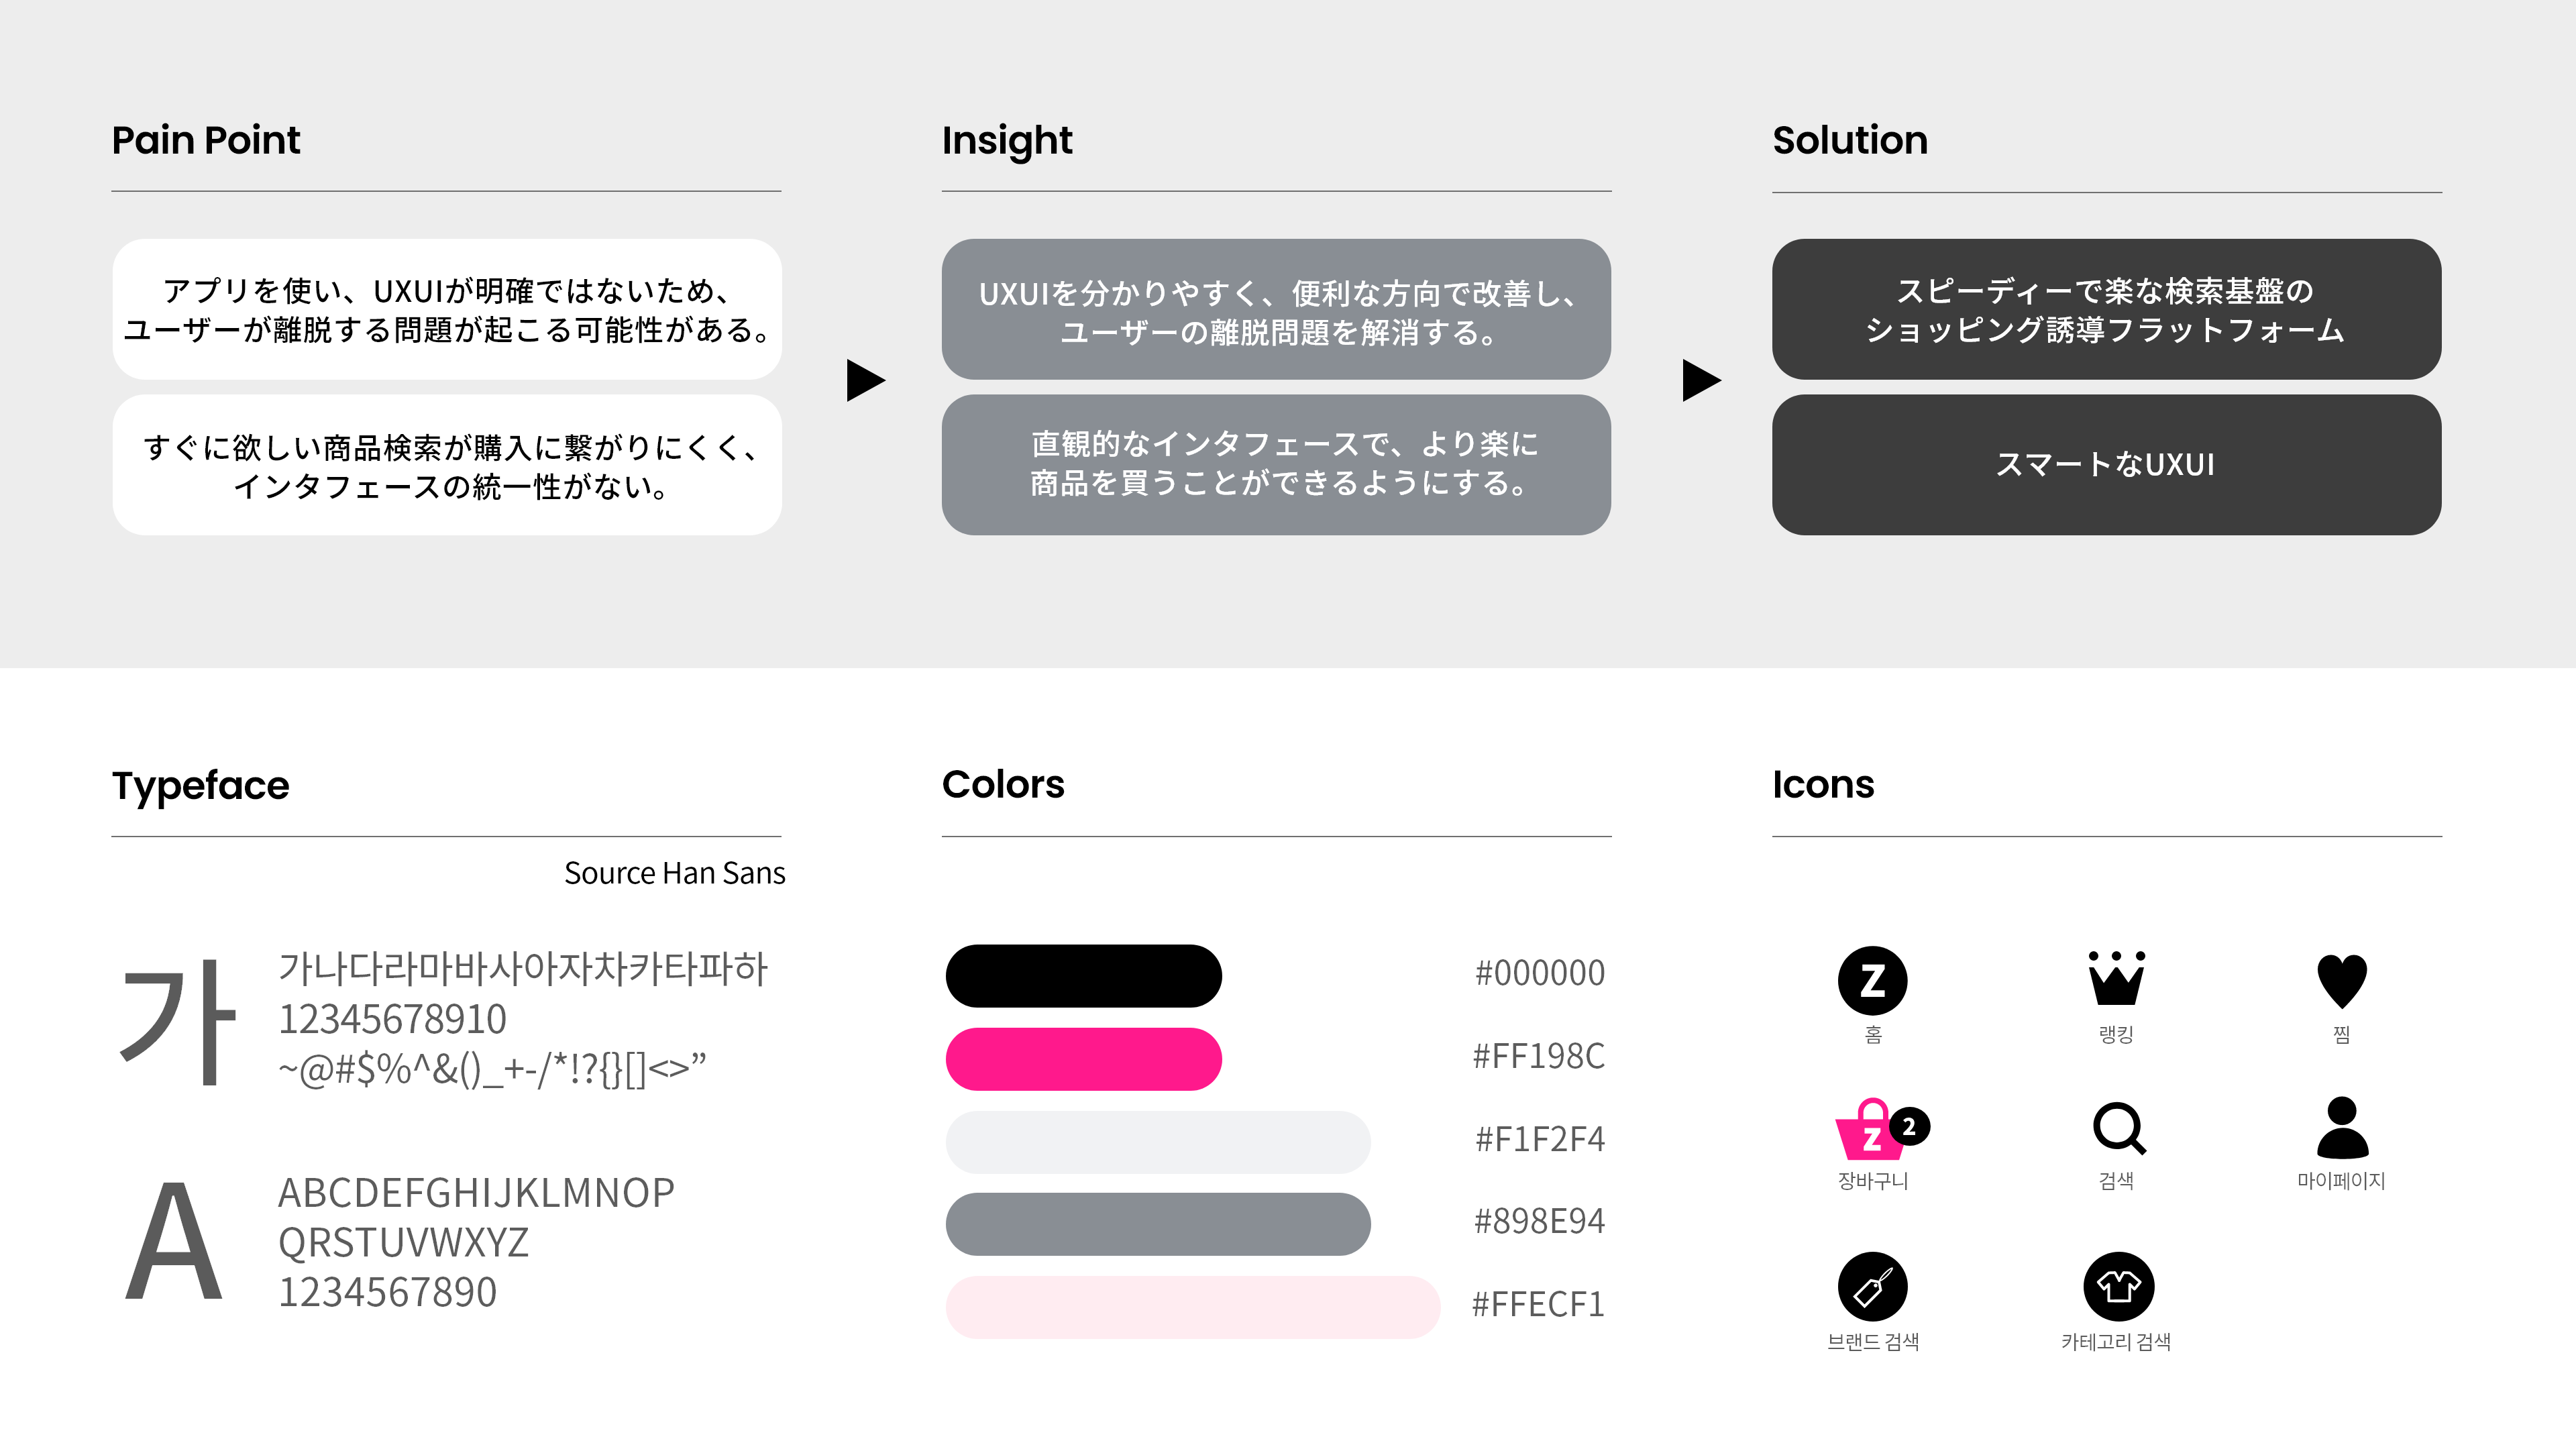 Pain Point
アプリを使い、UXUIが明確ではないため、
ユーザーが離脱する問題が起こる可能性がある。
すぐに欲しい商品検索が購入に繋がりにくく、
インタフェースの統一性がない。
Insight
UXUIを分かりやすく、便利な方向で改善し、
ユーザーの離脱問題を解消する。
直観的なインタフェースで、より楽に
商品を買うことができるようにする。
Solution
スピーディーで楽な検索基盤の
ショッピング誘導フラットフォーム
スマートなUXUI
Typeface
Source Han Sans
가
가나다라마바사아자차카타파하
12345678910
~@#$%^&()_+-/*!?{}[]<>”
A
ABCDEFGHIJKLMNOP
QRSTUVWXYZ
1234567890
Colors
#000000
#FF198C
#F1F2F4
#898E94
#FFECF1
Icons
Z
홈
랭킹
찜
Z
2
장바구니
검색
마이페이지
브랜드 검색
카테고리 검색